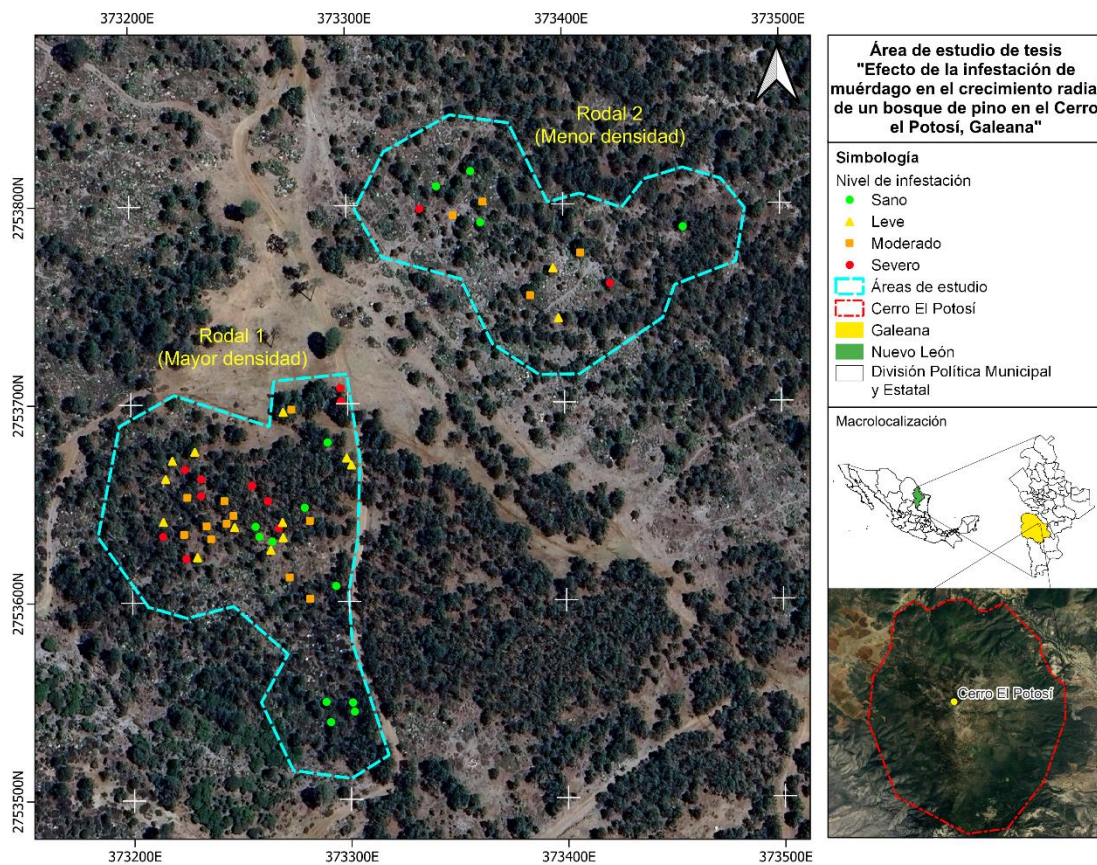 373200E
373300E
373400E
373500E
2753800N
2753700N
2753600N
2753500N
Rodal 2
(Menor densidad)
Rodal 1
(Mayor densidad)
373200E
373300E
373400E
373500E
Área de estudio de tesis
"Efecto de la infestación de
muérdago en el crecimiento radia
de un bosque de pino en el Cerro
el Potosí, Galeana"
Simbología
Nivel de infestación
Sano
Leve
Moderado
Severo
Áreas de estudio
Cerro El Potosí
Galeana
Nuevo León
División Política Municipal
y Estatal
Macrolocalización
Cerro El Potosí